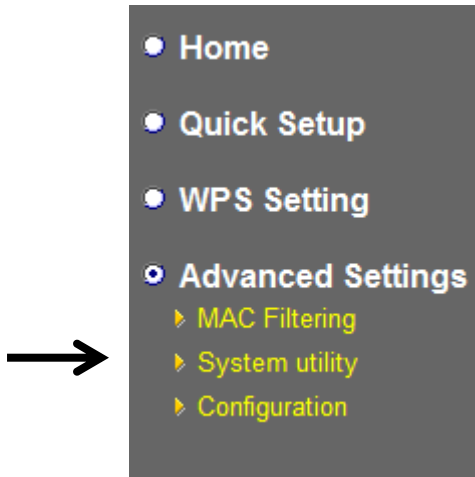 Home
Quick Setup
WPS Setting
Advanced Settings
MAC Filtering
System utility
Configuration